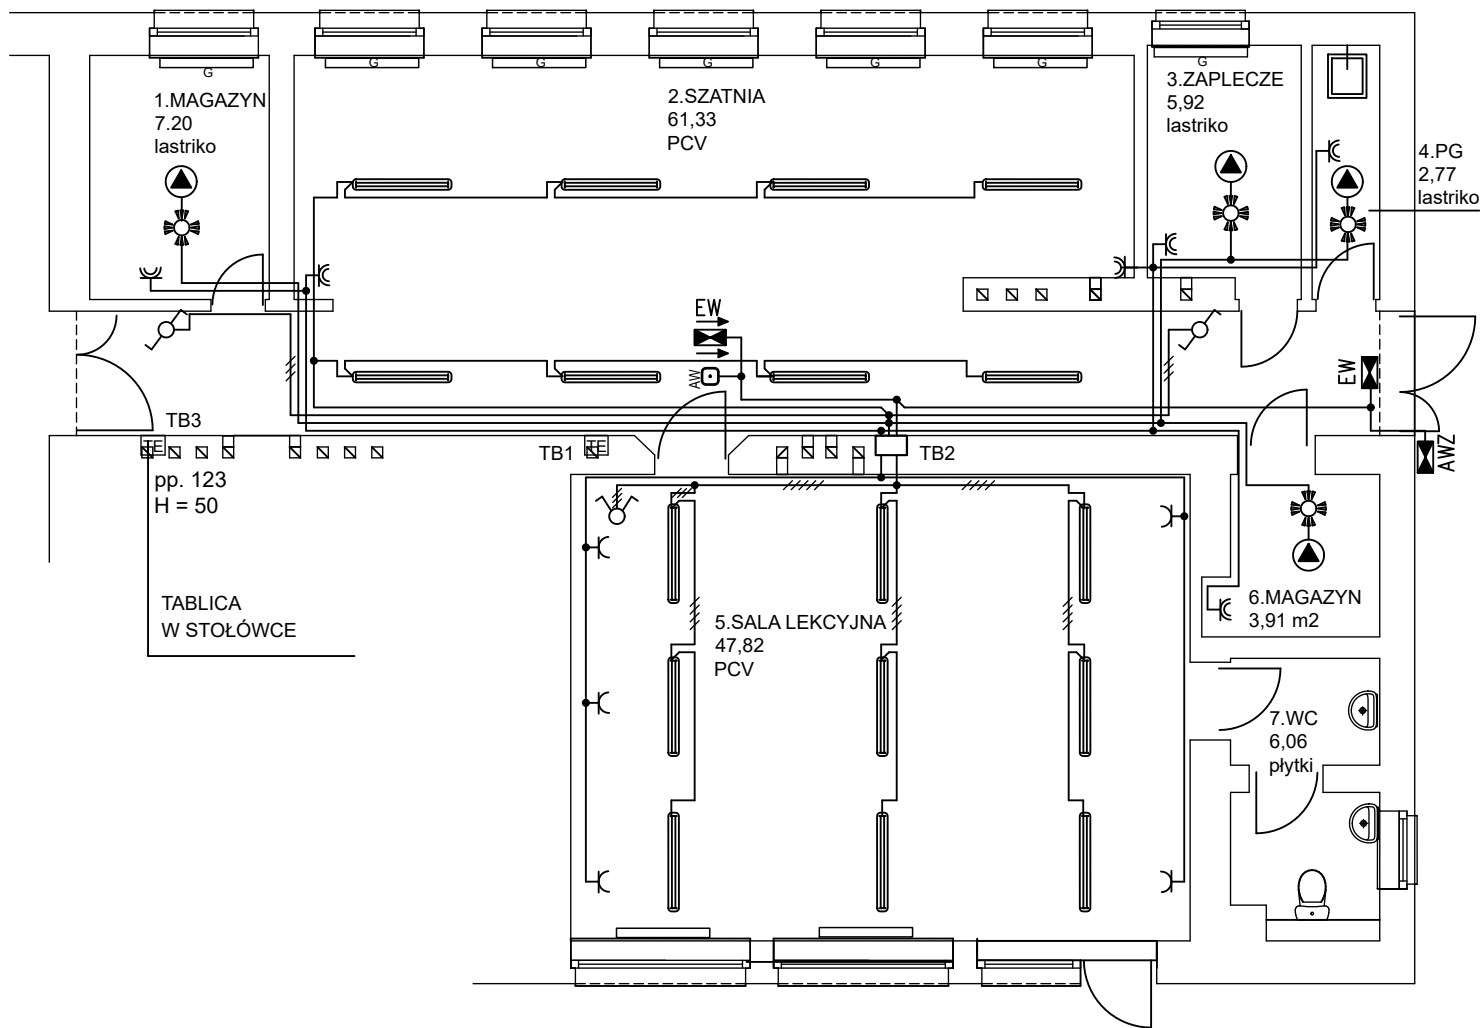 G
G
G
G
G
G
G
1.MAGAZYN
7.20
lastriko
2.SZATNIA
61,33
PCV
3.ZAPLECZE
5,92
lastriko
4.PG
2,77
lastriko
EW
AW
EW
AWZ
TB3
TE
TB1
TE
TB2
pp. 123
H = 50
TABLICA
W STOŁÓWCE
5.SALA LEKCYJNA
47,82
PCV
6.MAGAZYN
3,91 m2
7.WC
6,06
płytki